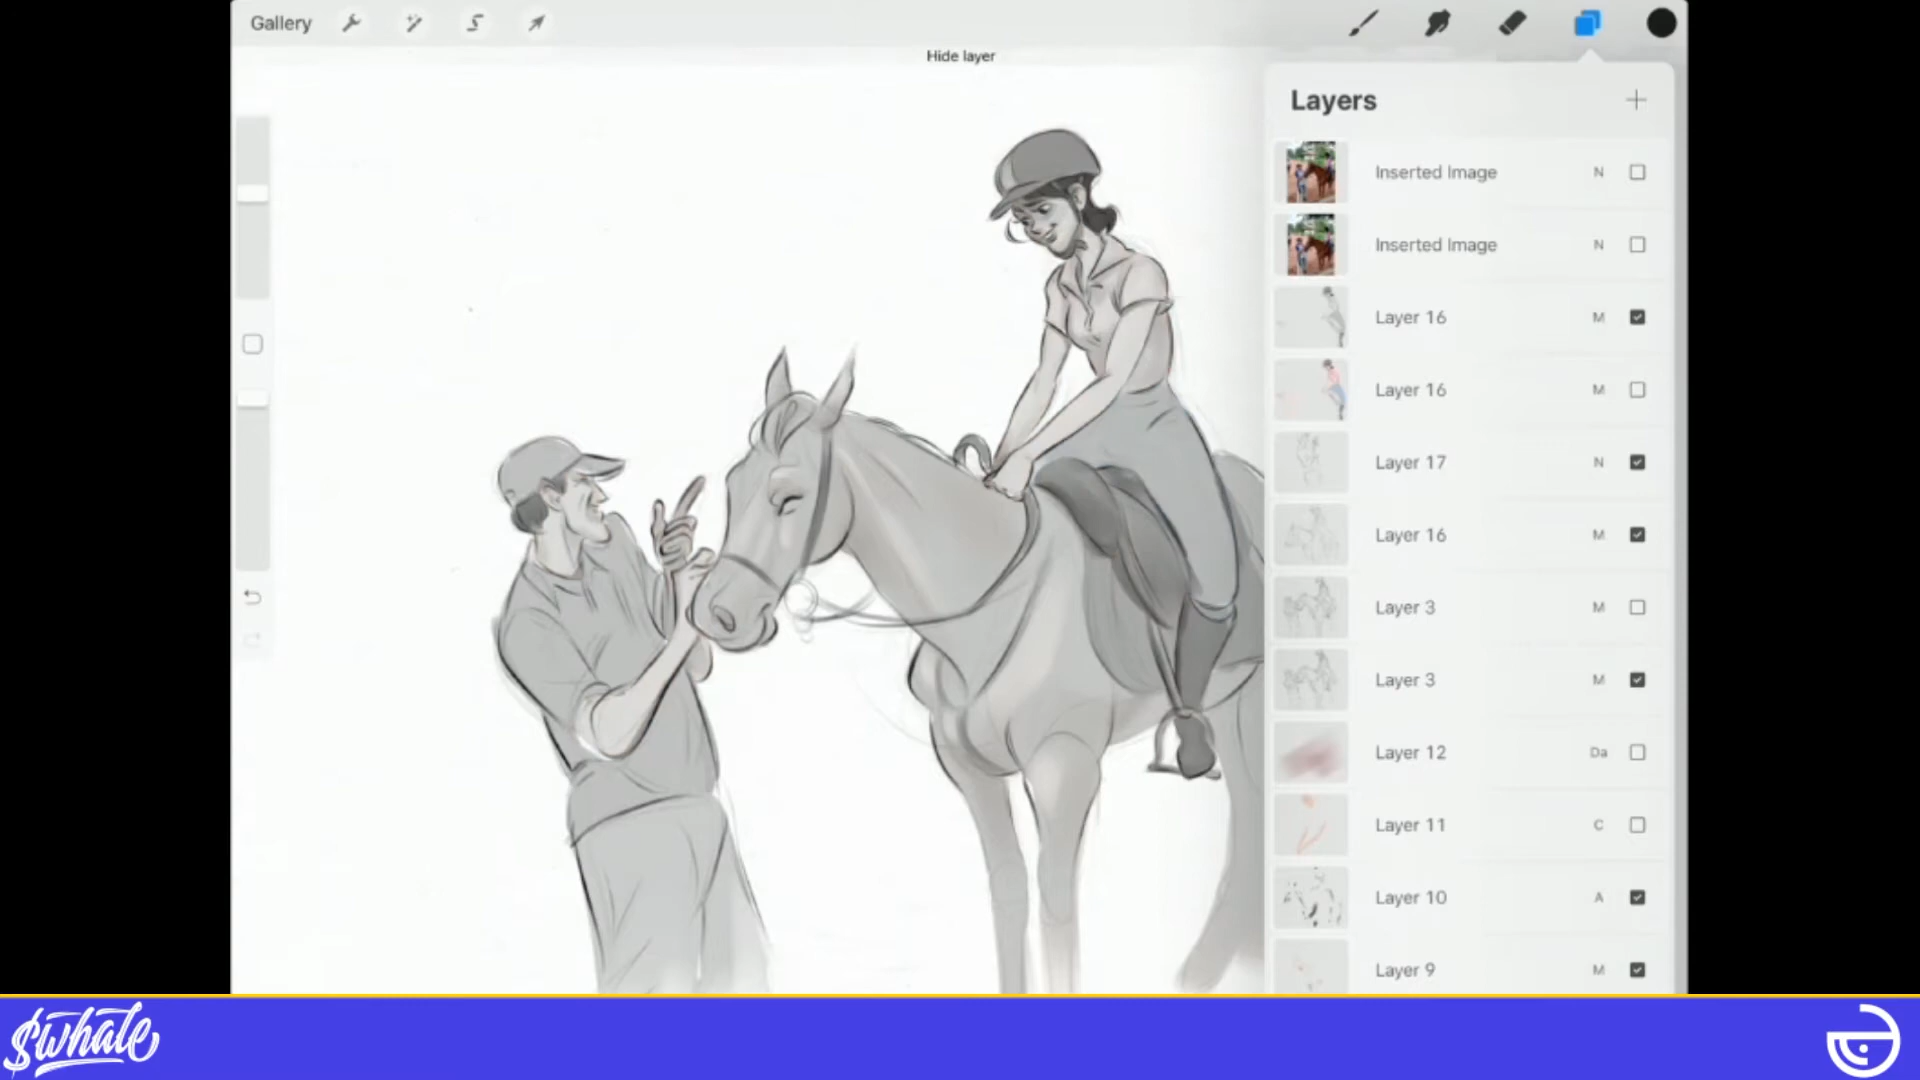 Gallery
Hide layer
Layers
Inserted Image N
Inserted Image N
Layer 16 M
Layer 16 M
Layer 17 N
Layer 16 M
Layer 3 M
Layer 3 M
Layer 12 Da
Layer 11 C
Layer 10 A
Layer 9 M
$whale